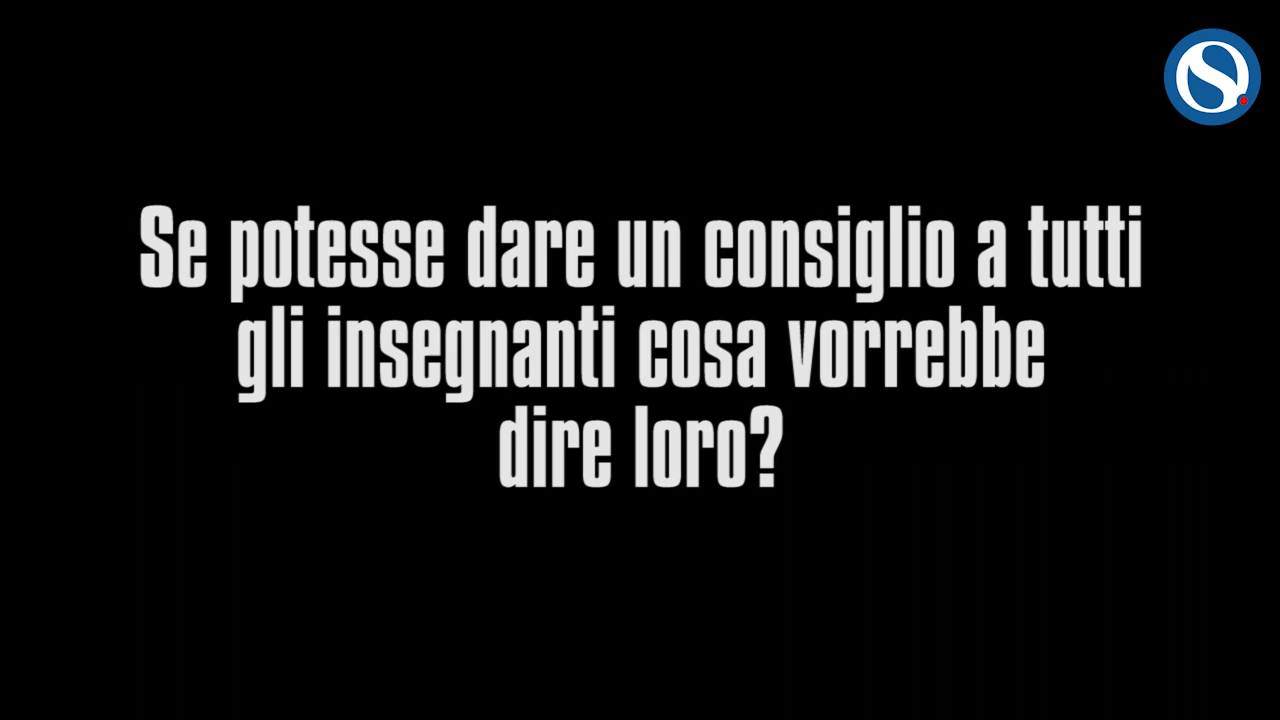 Se potesse dare un consiglio a tutti
gli insegnanti cosa vorrebbe
dire loro?